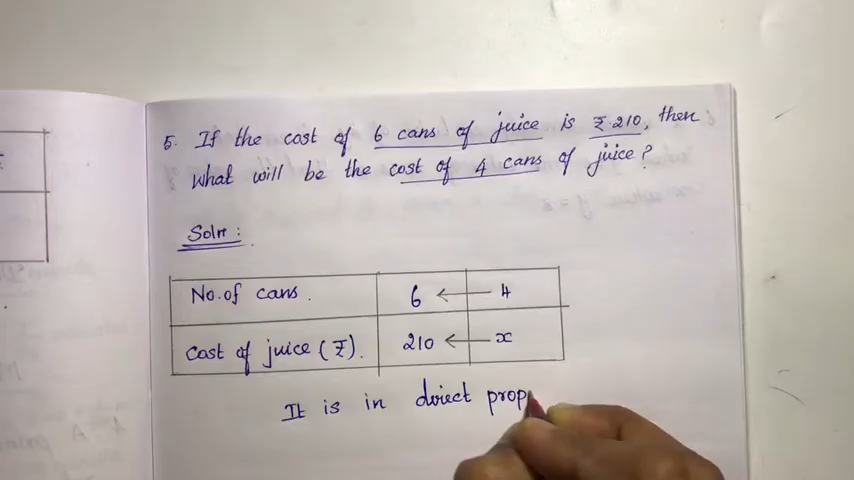 5. If the cost of 6 cans of juice is ₹ 210, then
what will be the cost of 4 cans of juice?
Soln :
No. of cans . 6 ← 4
Cost of juice (₹). 210 ← x
It is in direct prop